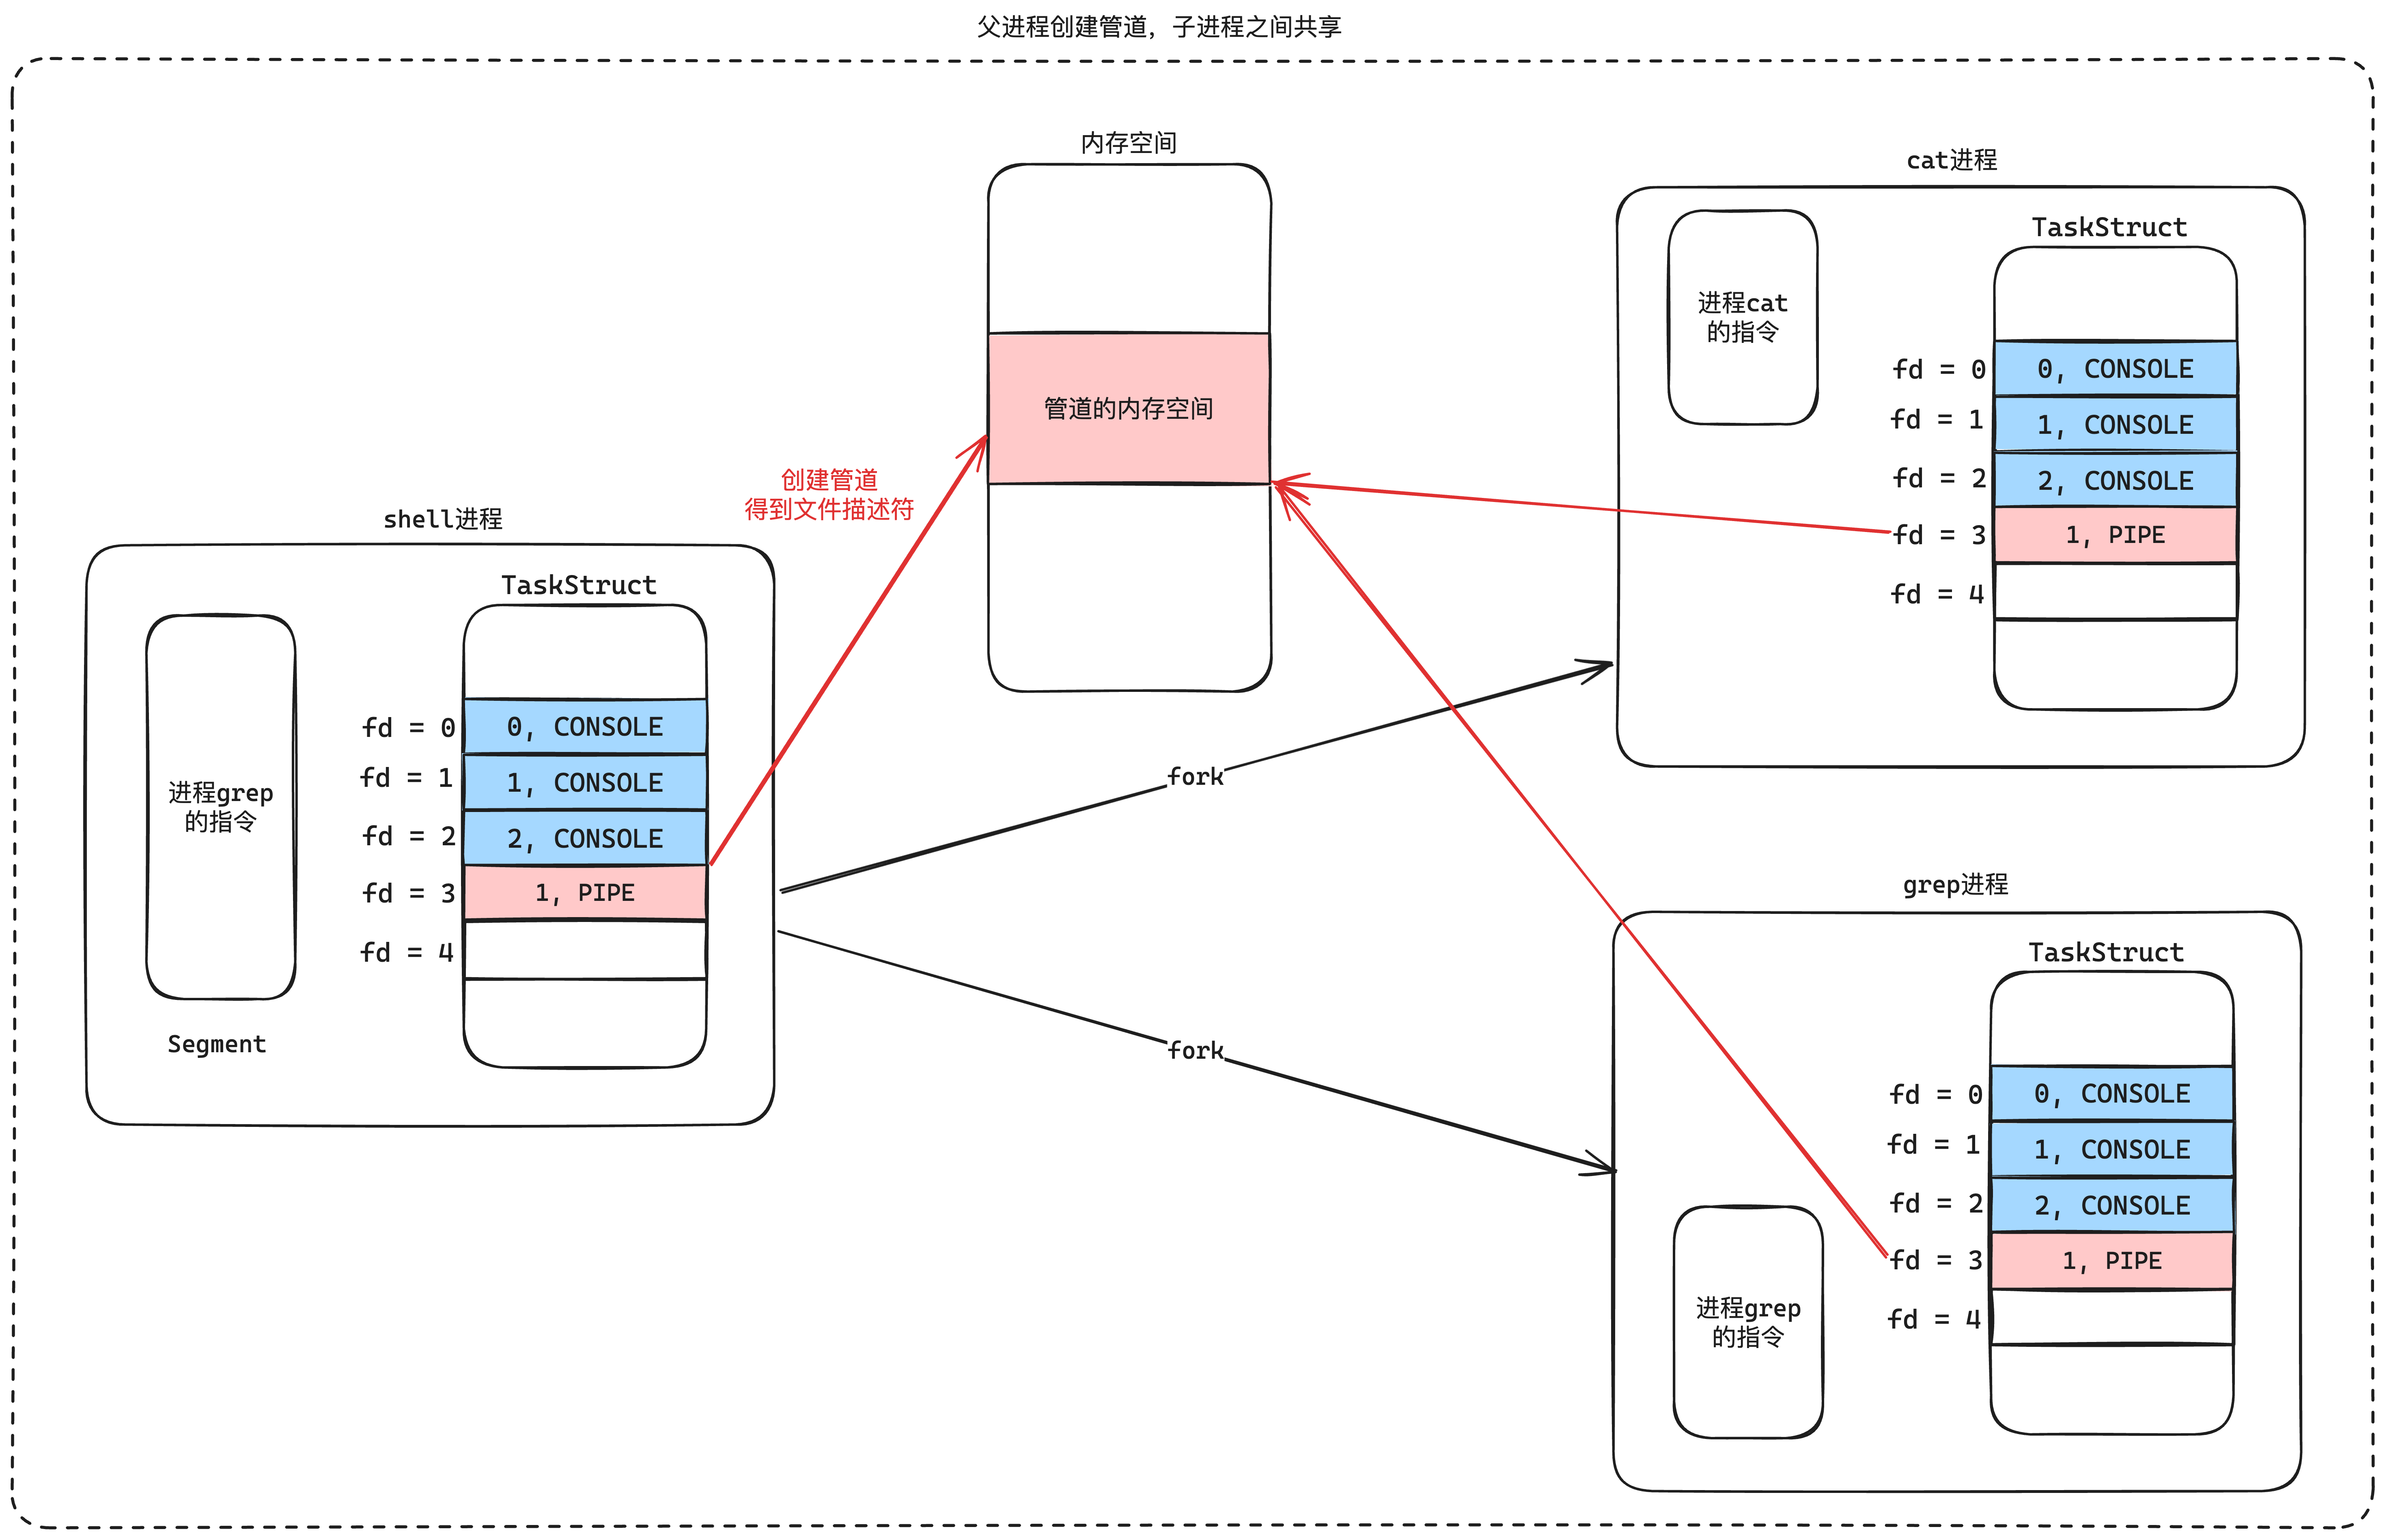 父进程创建管道，子进程之间共享
内存空间
管道的内存空间
创建管道
得到文件描述符
shell进程
TaskStruct
进程grep
的指令
Segment
fd = 0
0, CONSOLE
fd = 1
1, CONSOLE
fd = 2
2, CONSOLE
fd = 3
1, PIPE
fd = 4
fork
fork
cat进程
TaskStruct
进程cat
的指令
fd = 0
0, CONSOLE
fd = 1
1, CONSOLE
fd = 2
2, CONSOLE
fd = 3
1, PIPE
fd = 4
grep进程
TaskStruct
fd = 0
0, CONSOLE
fd = 1
1, CONSOLE
fd = 2
2, CONSOLE
fd = 3
1, PIPE
fd = 4
进程grep
的指令